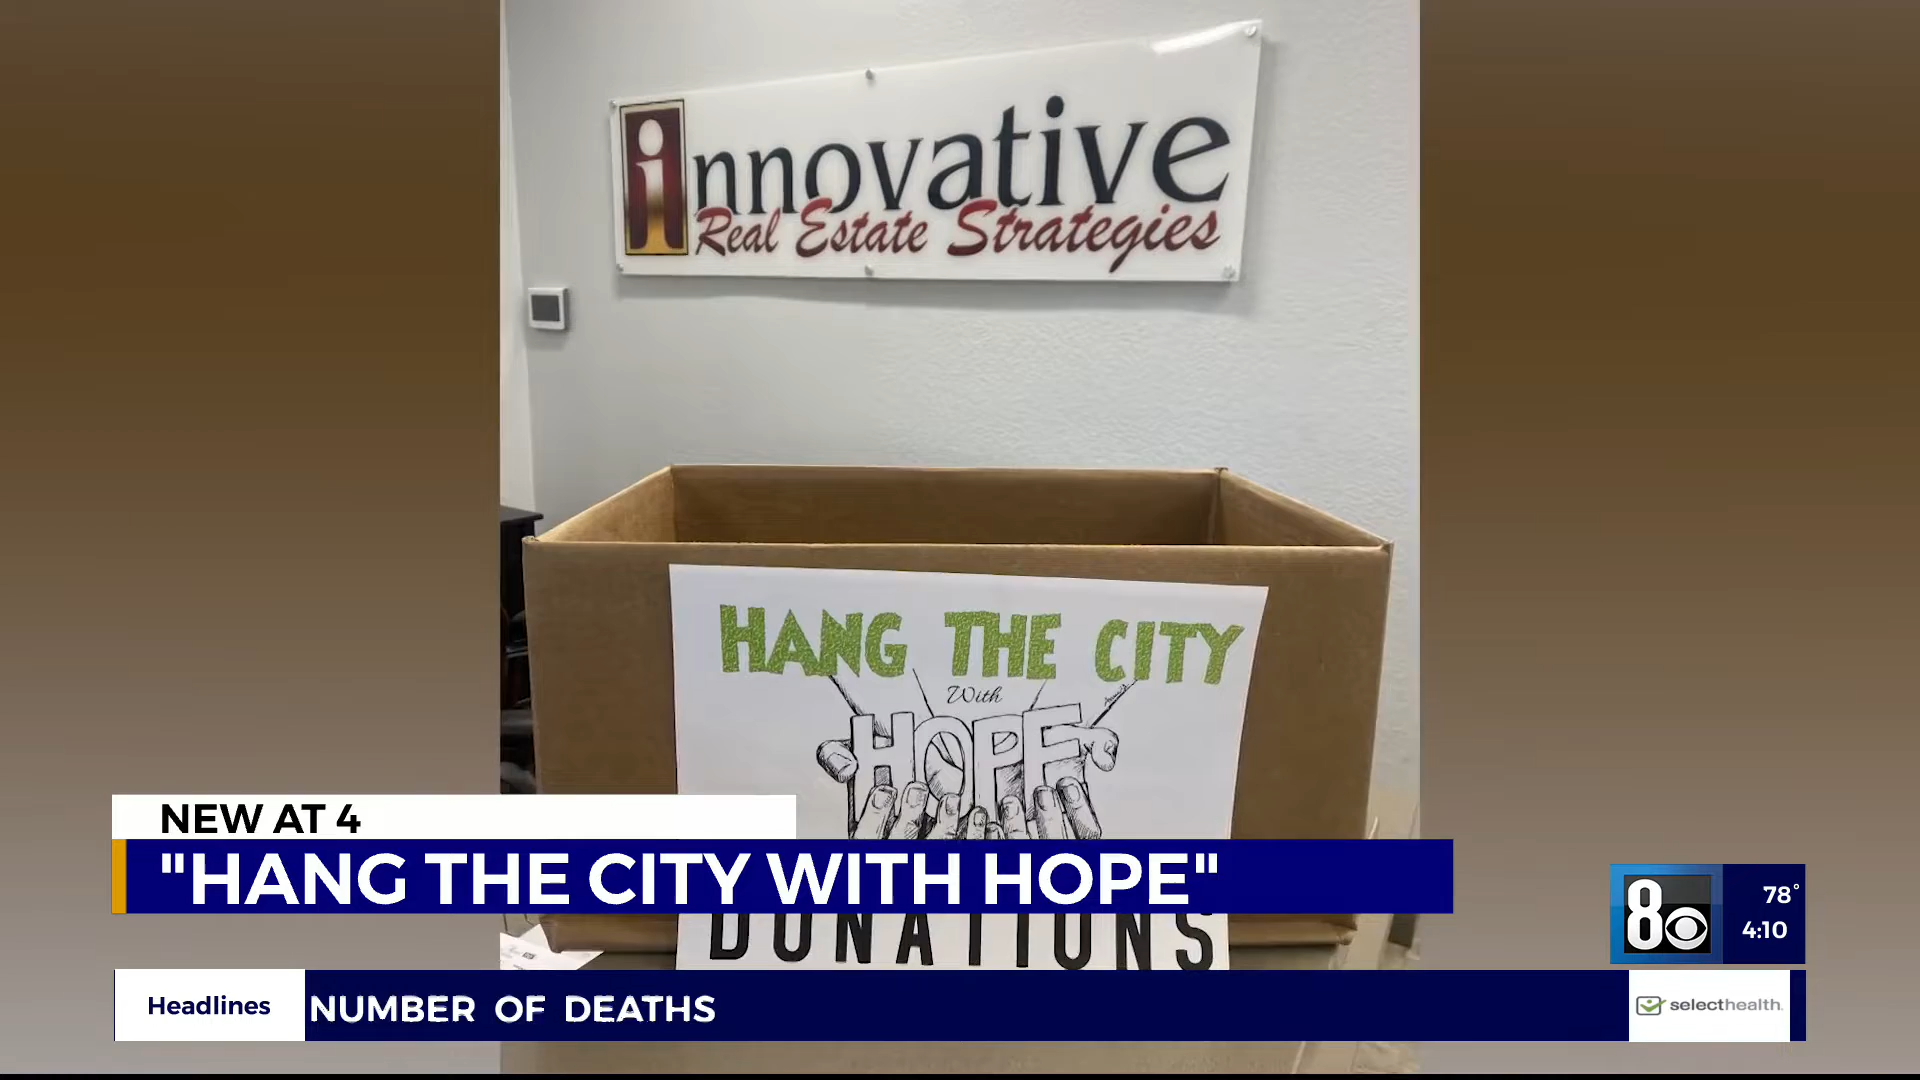 innovative
Real Estate Strategies
HANG THE CITY
With
HOPE
NEW AT 4
"HANG THE CITY WITH HOPE"
DONATIONS
8
78°
4:10
Headlines
NUMBER OF DEATHS
selecthealth.